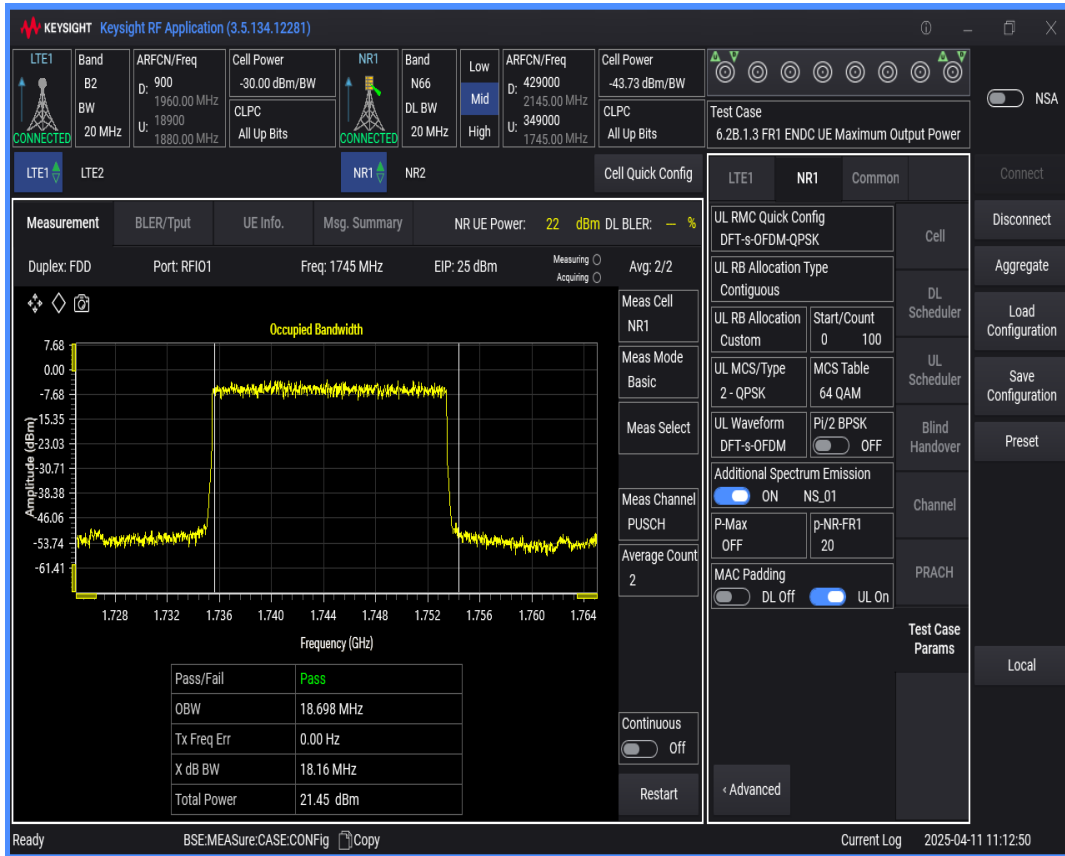 KEYSIGHT Keysight RF Application (3.5.134.12281)
LTE1
CONNECTED
Band
B2
BW
20 MHz
ARFCN/Freq
D: 900
1960.00 MHz
U: 18900
1880.00 MHz
Cell Power
-30.00 dBm/BW
CLPC
All Up Bits
NR1
CONNECTED
Band
N66
DL BW
20 MHz
Low
Mid
High
ARFCN/Freq
D: 429000
2145.00 MHz
U: 349000
1745.00 MHz
Cell Power
-43.73 dBm/BW
CLPC
All Up Bits
Test Case
6.2B.1.3 FR1 ENDC UE Maximum Output Power
NSA
LTE1 LTE2 NR1 NR2 Cell Quick Config
Measurement BLER/Tput UE Info. Msg. Summary NR UE Power: 22 dBm DL BLER: --- %
Duplex: FDD Port: RFIO1 Freq: 1745 MHz EIP: 25 dBm Measuring Acquiring Avg: 2/2
Occupied Bandwidth
7.68
0.00
-7.68
-15.35
-23.03
-30.71
-38.38
-46.06
-53.74
-61.41
Amplitude (dBm)
1.728 1.732 1.736 1.740 1.744 1.748 1.752 1.756 1.760 1.764
Frequency (GHz)
Pass/Fail Pass
OBW 18.698 MHz
Tx Freq Err 0.00 Hz
X dB BW 18.16 MHz
Total Power 21.45 dBm
Meas Cell
NR1
Meas Mode
Basic
Meas Select
Meas Channel
PUSCH
Average Count
2
Continuous
Off
Restart
LTE1 NR1 Common
UL RMC Quick Config
DFT-s-OFDM-QPSK
UL RB Allocation Type
Contiguous
UL RB Allocation
Custom
Start/Count
0 100
UL MCS/Type
2 - QPSK
MCS Table
64 QAM
UL Waveform
DFT-s-OFDM
Pi/2 BPSK
OFF
Additional Spectrum Emission
ON NS_01
P-Max
OFF
p-NR-FR1
20
MAC Padding
DL Off UL On
‹ Advanced
Cell
DL
Scheduler
UL
Scheduler
Blind
Handover
Channel
PRACH
Test Case
Params
Connect
Disconnect
Aggregate
Load
Configuration
Save
Configuration
Preset
Local
Ready BSE:MEASure:CASE:CONFig Copy Current Log 2025-04-11 11:12:50